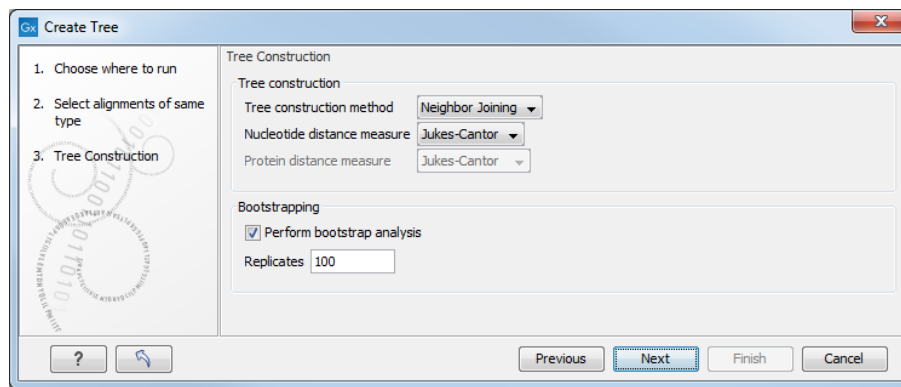 Gx Create Tree
1. Choose where to run
2. Select alignments of same
type
3. Tree Construction
Tree Construction
Tree construction
Tree construction method Neighbor Joining
Nucleotide distance measure Jukes-Cantor
Protein distance measure Jukes-Cantor
Bootstrapping
Perform bootstrap analysis
Replicates 100
? Previous Next Finish Cancel